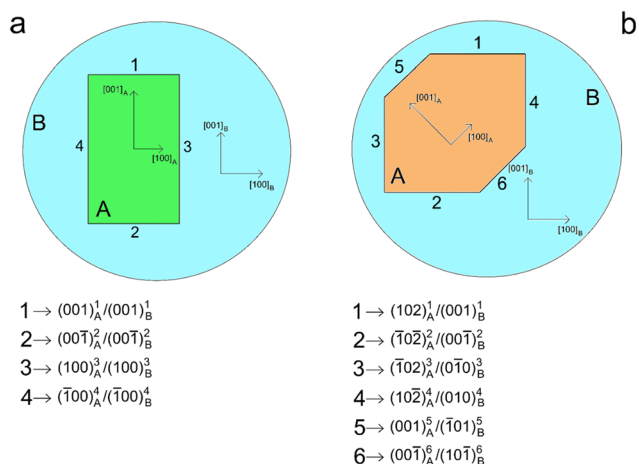 a
1
B
[001]A
[001]B
4
3
[100]A
[100]B
A
2
1 → (001)¹A/(001)¹B
2 → (001̄)²A/(001̄)²B
3 → (100)³A/(100)³B
4 → (1̄00)⁴A/(1̄00)⁴B
b
1
5
[001]A
B
4
[100]A
3
[001]B
A
6
2
[100]B
1 → (102)¹A/(001)¹B
2 → (1̄02̄)²A/(001̄)²B
3 → (1̄02)³A/(01̄0)³B
4 → (102̄)⁴A/(010)⁴B
5 → (001)⁵A/(1̄01)⁵B
6 → (001̄)⁶A/(101̄)⁶B